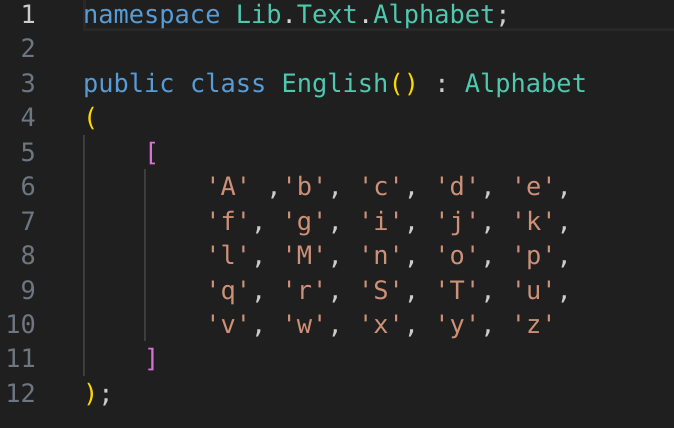 1 namespace Lib.Text.Alphabet;
2
3 public class English() : Alphabet
4 (
5     [
6         'A' ,'b', 'c', 'd', 'e',
7         'f', 'g', 'i', 'j', 'k',
8         'l', 'M', 'n', 'o', 'p',
9         'q', 'r', 'S', 'T', 'u',
10         'v', 'w', 'x', 'y', 'z'
11     ]
12 );